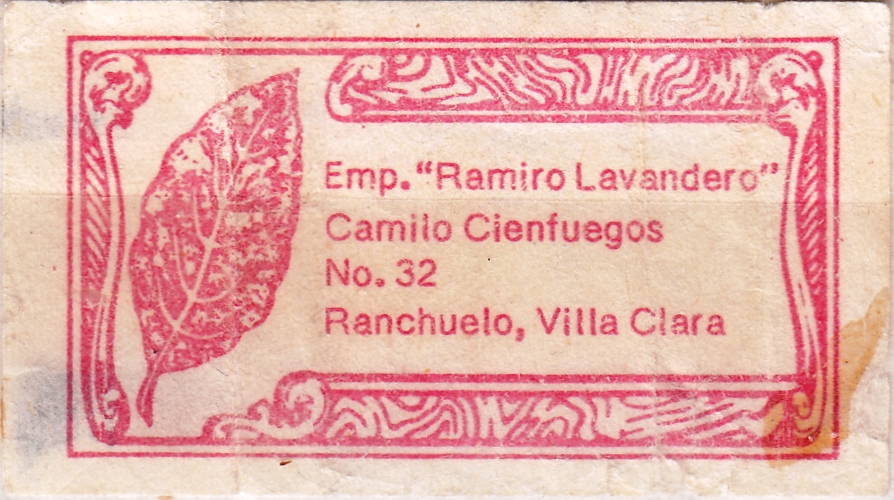 Emp. "Ramiro Lavandero"
Camilo Cienfuegos
No. 32
Ranchuelo, Villa Clara